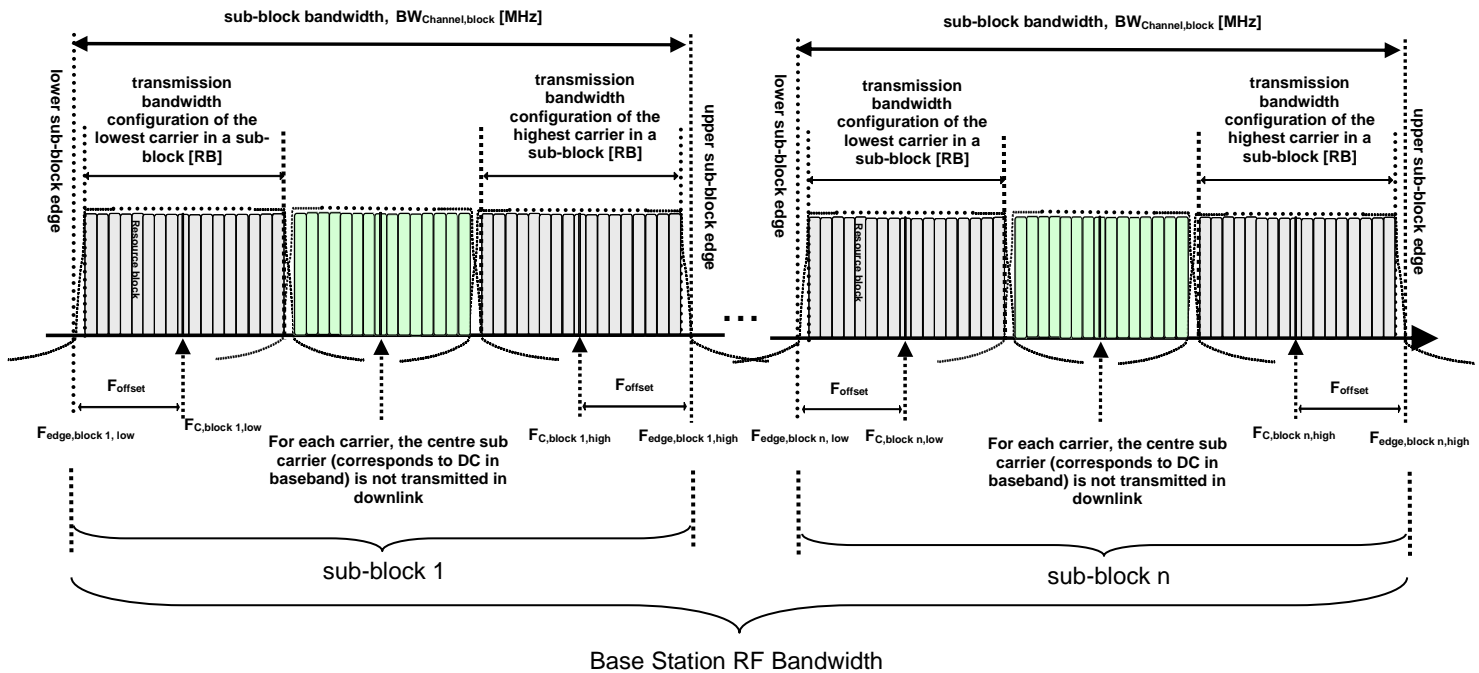 sub-block bandwidth, BWChannel,block [MHz]
lower sub-block edge
transmission
bandwidth
configuration of the
lowest carrier in a sub-
block [RB]
transmission
bandwidth
configuration of the
highest carrier in a
sub-block [RB]
upper sub-block edge
Resource block
Foffset
Foffset
Fedge,block 1, low
FC,block 1,low
For each carrier, the centre sub
carrier (corresponds to DC in
baseband) is not transmitted in
downlink
FC,block 1,high
Fedge,block 1,high
sub-block 1
...
sub-block bandwidth, BWChannel,block [MHz]
lower sub-block edge
transmission
bandwidth
configuration of the
lowest carrier in a
sub-block [RB]
transmission
bandwidth
configuration of the
highest carrier in a
sub-block [RB]
upper sub-block edge
Resource block
Foffset
Foffset
Fedge,block n, low
FC,block n,low
For each carrier, the centre sub
carrier (corresponds to DC in
baseband) is not transmitted in
downlink
FC,block n,high
Fedge,block n,high
sub-block n
Base Station RF Bandwidth